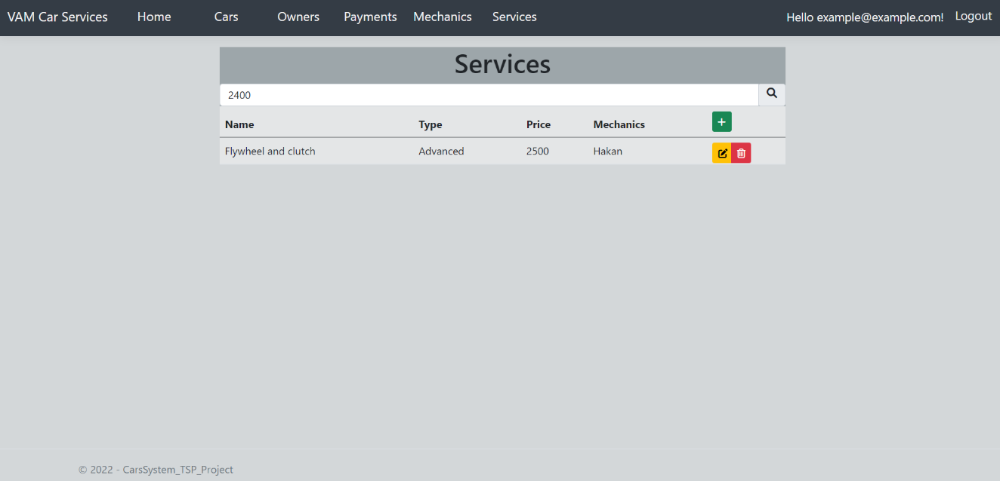 VAM Car Services Home Cars Owners Payments Mechanics Services Hello example@example.com! Logout
Services
2400
Name Type Price Mechanics +
Flywheel and clutch Advanced 2500 Hakan
© 2022 - CarsSystem_TSP_Project